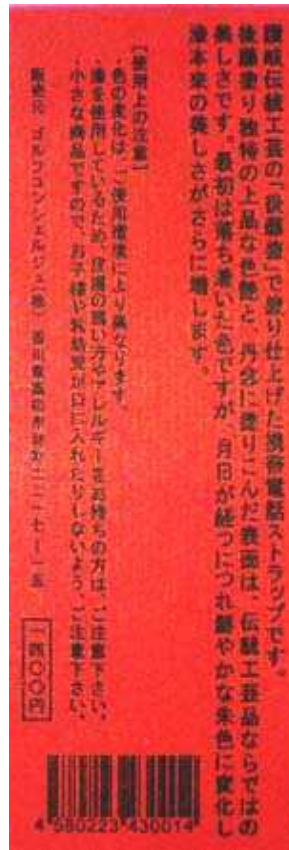 讃岐伝統工芸の「後藤塗」で塗り仕上げた携帯電話ストラップです。
後藤塗り独特の上品な色艶と、丹念に塗りこんだ表面は、伝統工芸品ならではの
美しさです。最初は落ち着いた色ですが、月日が経つにつれ鮮やかな朱色に変化し
漆本来の美しさがさらに増します。
【使用上の注意】
・色の変化は、ご使用頻度により異なります。
・漆を使用しているため、皮膚の弱い方やアレルギーをお持ちの方は、ご注意下さい。
・小さな商品ですので、お子様やお幼児が口に入れたりしないよう、ご注意下さい。
販売元 ゴルフコンシェルジュ(株) 香川県高松市
一四〇〇円
4 580223 430014